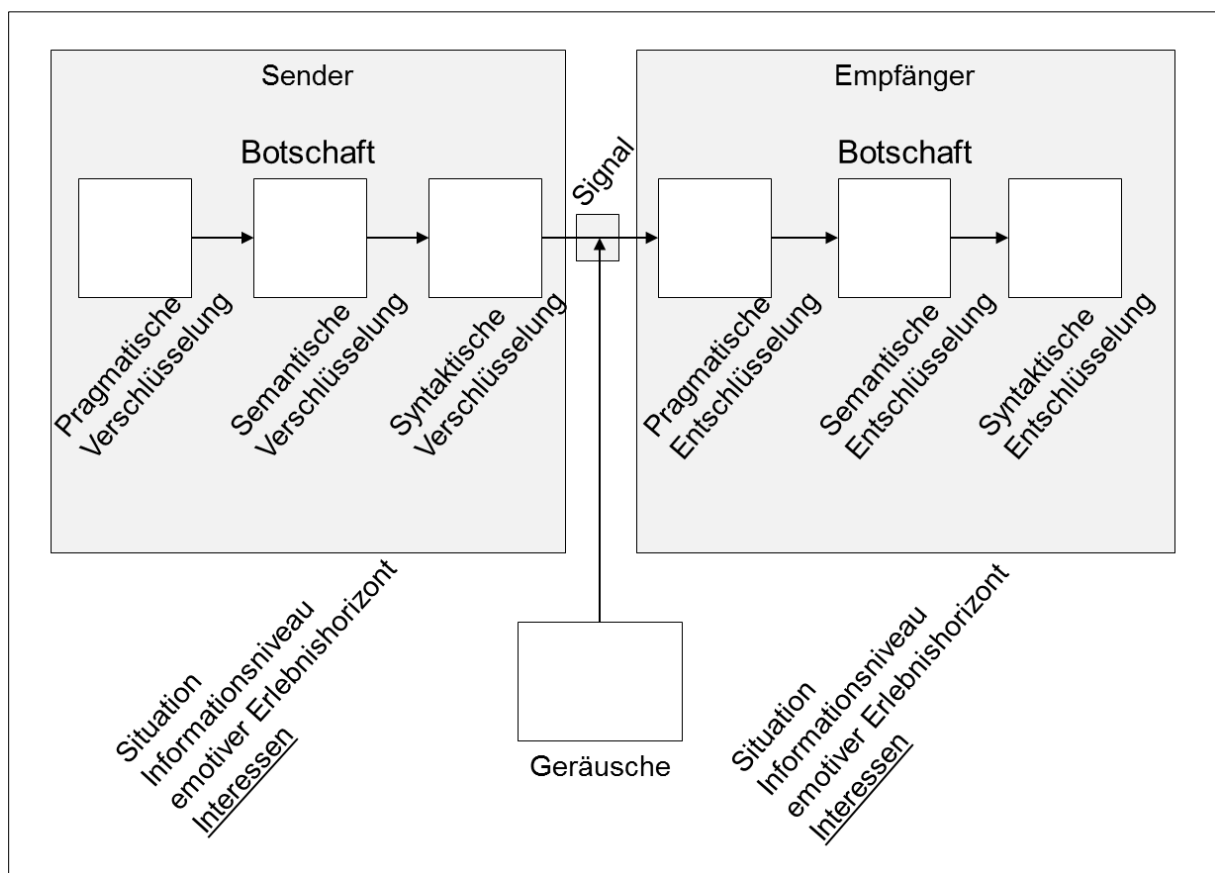 Sender
Botschaft
Pragmatische
Verschlüsselung
Semantische
Verschlüsselung
Syntaktische
Verschlüsselung
Signal
Empfänger
Botschaft
Pragmatische
Entschlüsselung
Semantische
Entschlüsselung
Syntaktische
Entschlüsselung
Situation
Informationsniveau
emotiver Erlebnishorizont
Interessen
Geräusche
Situation
Informationsniveau
emotiver Erlebnishorizont
Interessen